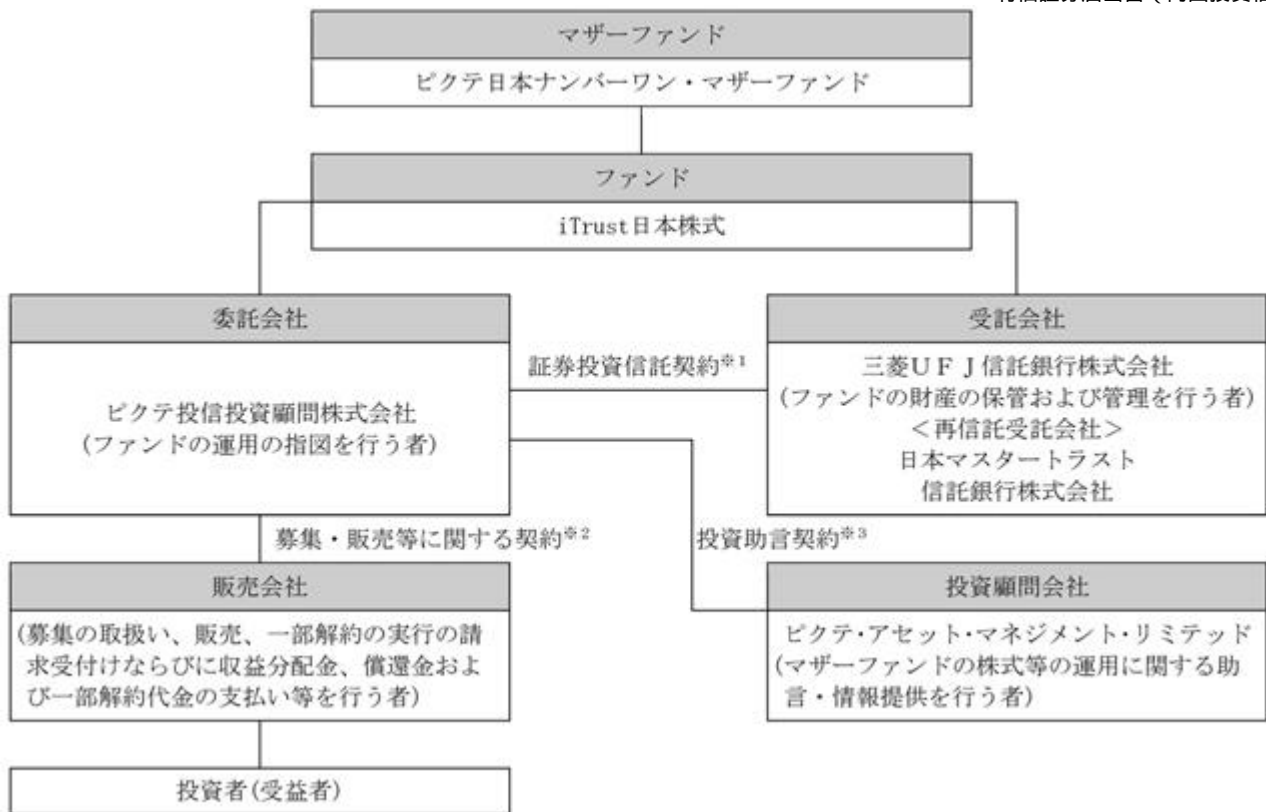 マザーファンド
ピクテ日本ナンバーワン・マザーファンド
ファンド
iTrust日本株式
委託会社
ピクテ投信投資顧問株式会社
(ファンドの運用の指図を行う者)
証券投資信託契約※1
受託会社
三菱UFJ信託銀行株式会社
(ファンドの財産の保管および管理を行う者)
<再信託受託会社>
日本マスタートラスト
信託銀行株式会社
募集・販売等に関する契約※2
投資助言契約※3
販売会社
(募集の取扱い、販売、一部解約の実行の請
求受付けならびに収益分配金、償還金およ
び一部解約代金の支払い等を行う者)
投資顧問会社
ピクテ・アセット・マネジメント・リミテッド
(マザーファンドの株式等の運用に関する助
言・情報提供を行う者)
投資者(受益者)